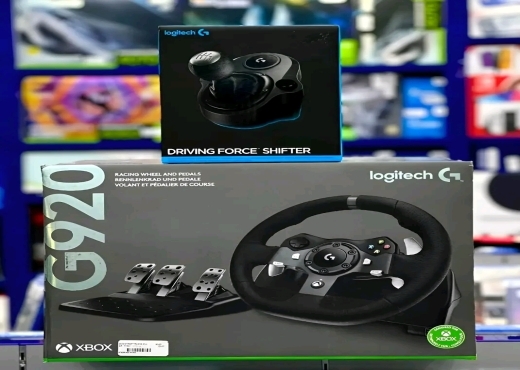 logitech G
DRIVING FORCE™ SHIFTER
G920
RACING WHEEL AND PEDALS
RENNLENKRAD UND PEDALE
VOLANT ET PÉDALIER DE COURSE
logitech G
XBOX
XBOX